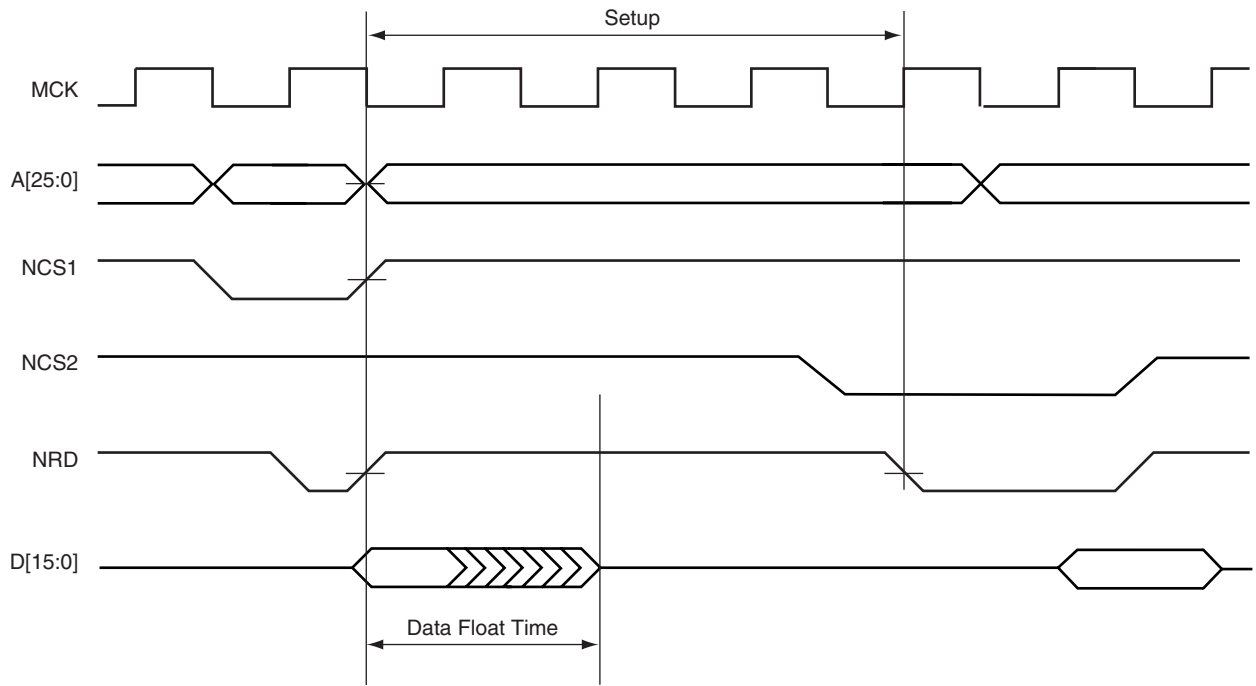 Setup
MCK
A[25:0]
NCS1
NCS2
NRD
D[15:0]
Data Float Time